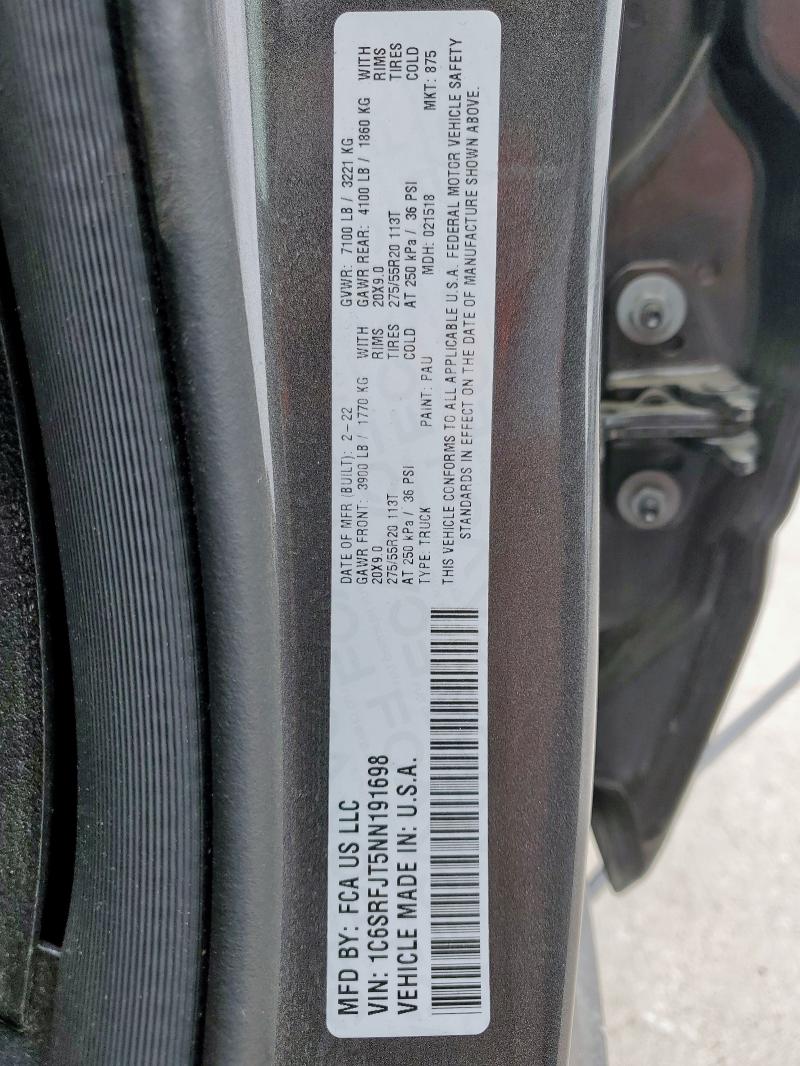 MFD BY: FCA US LLC
VIN: 1C6SRFJT5NN191698
VEHICLE MADE IN: U.S.A.
DATE OF MFR (BUILT): 2-22 GVWR: 7100 LB / 3221 KG
GAWR FRONT: 3900 LB / 1770 KG WITH GAWR REAR: 4100 LB / 1860 KG WITH
20X9.0 RIMS 20X9.0 RIMS
275/55R20 113T TIRES 275/55R20 113T TIRES
AT 250 kPa / 36 PSI COLD AT 250 kPa / 36 PSI COLD
TYPE: TRUCK PAINT: PAU MDH: 021518 MKT: 875
THIS VEHICLE CONFORMS TO ALL APPLICABLE U.S.A. FEDERAL MOTOR VEHICLE SAFETY
STANDARDS IN EFFECT ON THE DATE OF MANUFACTURE SHOWN ABOVE.